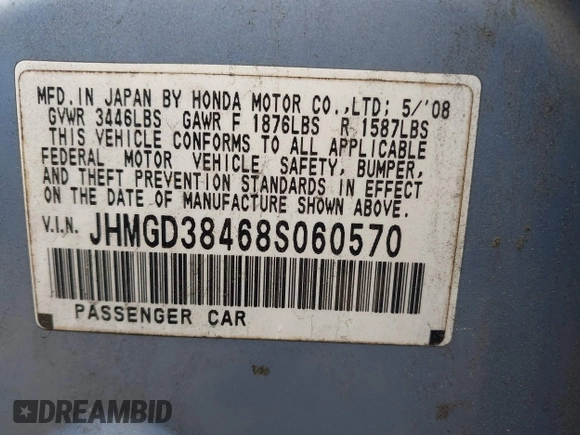 MFD. IN JAPAN BY HONDA MOTOR CO.,LTD; 5/'08
GVWR 3446LBS GAWR F 1876LBS R 1587LBS
THIS VEHICLE CONFORMS TO ALL APPLICABLE
FEDERAL MOTOR VEHICLE SAFETY, BUMPER,
AND THEFT PREVENTION STANDARDS IN EFFECT
ON THE DATE OF MANUFACTURE SHOWN ABOVE.
V.I.N. JHMGD38468S060570
PASSENGER CAR
DREAMBID